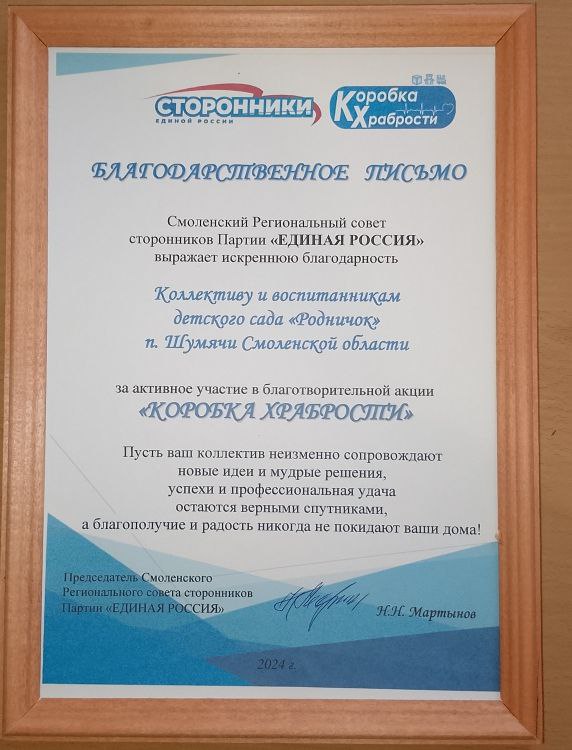 СТОРОННИКИ
ЕДИНОЙ РОССИИ
Коробка
Храбрости
БЛАГОДАРСТВЕННОЕ ПИСЬМО
Смоленский Региональный совет
сторонников Партии «ЕДИНАЯ РОССИЯ»
выражает искреннюю благодарность
Коллективу и воспитанникам
детского сада «Родничок»
п. Шумячи Смоленской области
за активное участие в благотворительной акции
«КОРОБКА ХРАБРОСТИ»
Пусть ваш коллектив неизменно сопровождают
новые идеи и мудрые решения,
успехи и профессиональная удача
остаются верными спутниками,
а благополучие и радость никогда не покидают ваши дома!
Председатель Смоленского
Регионального совета сторонников
Партии «ЕДИНАЯ РОССИЯ»
Н.Н. Мартынов
2024 г.